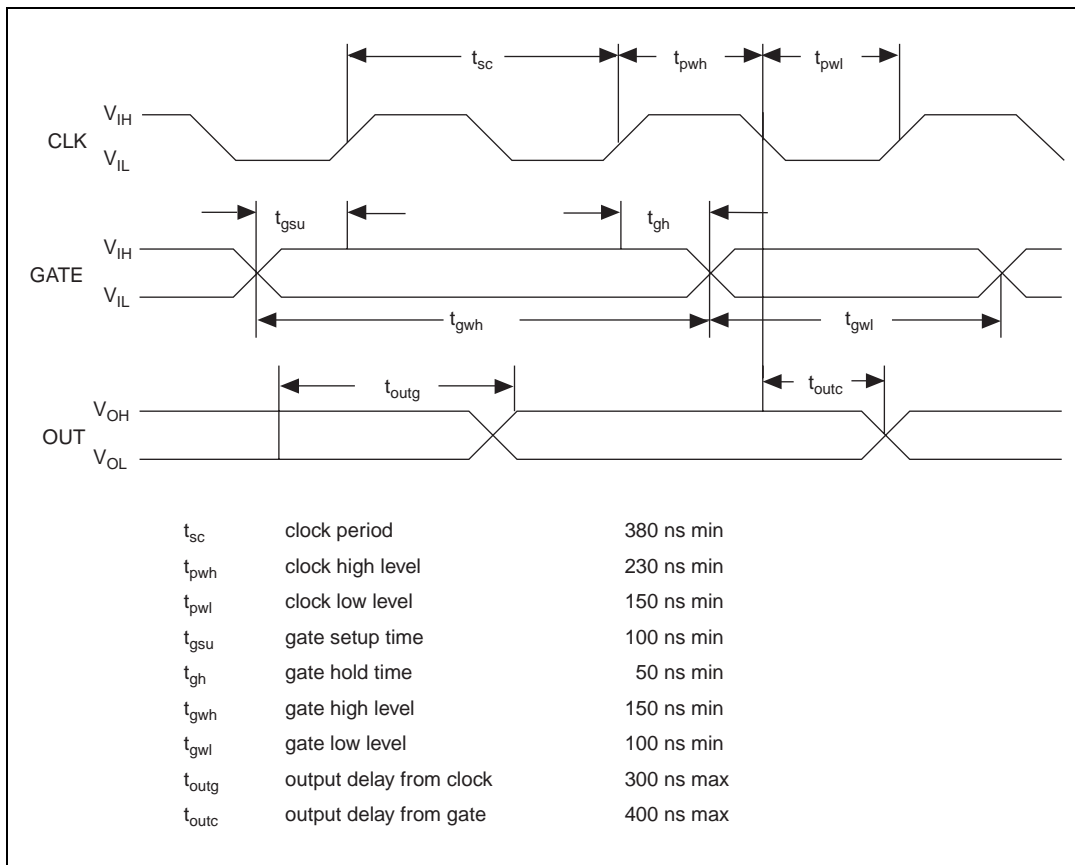 t_sc t_pwh t_pwl
V_IH
CLK
V_IL
t_gsu t_gh
V_IH
GATE
V_IL
t_gwh t_gwl
t_outg t_outc
V_OH
OUT
V_OL
t_sc clock period 380 ns min
t_pwh clock high level 230 ns min
t_pwl clock low level 150 ns min
t_gsu gate setup time 100 ns min
t_gh gate hold time 50 ns min
t_gwh gate high level 150 ns min
t_gwl gate low level 100 ns min
t_outg output delay from clock 300 ns max
t_outc output delay from gate 400 ns max